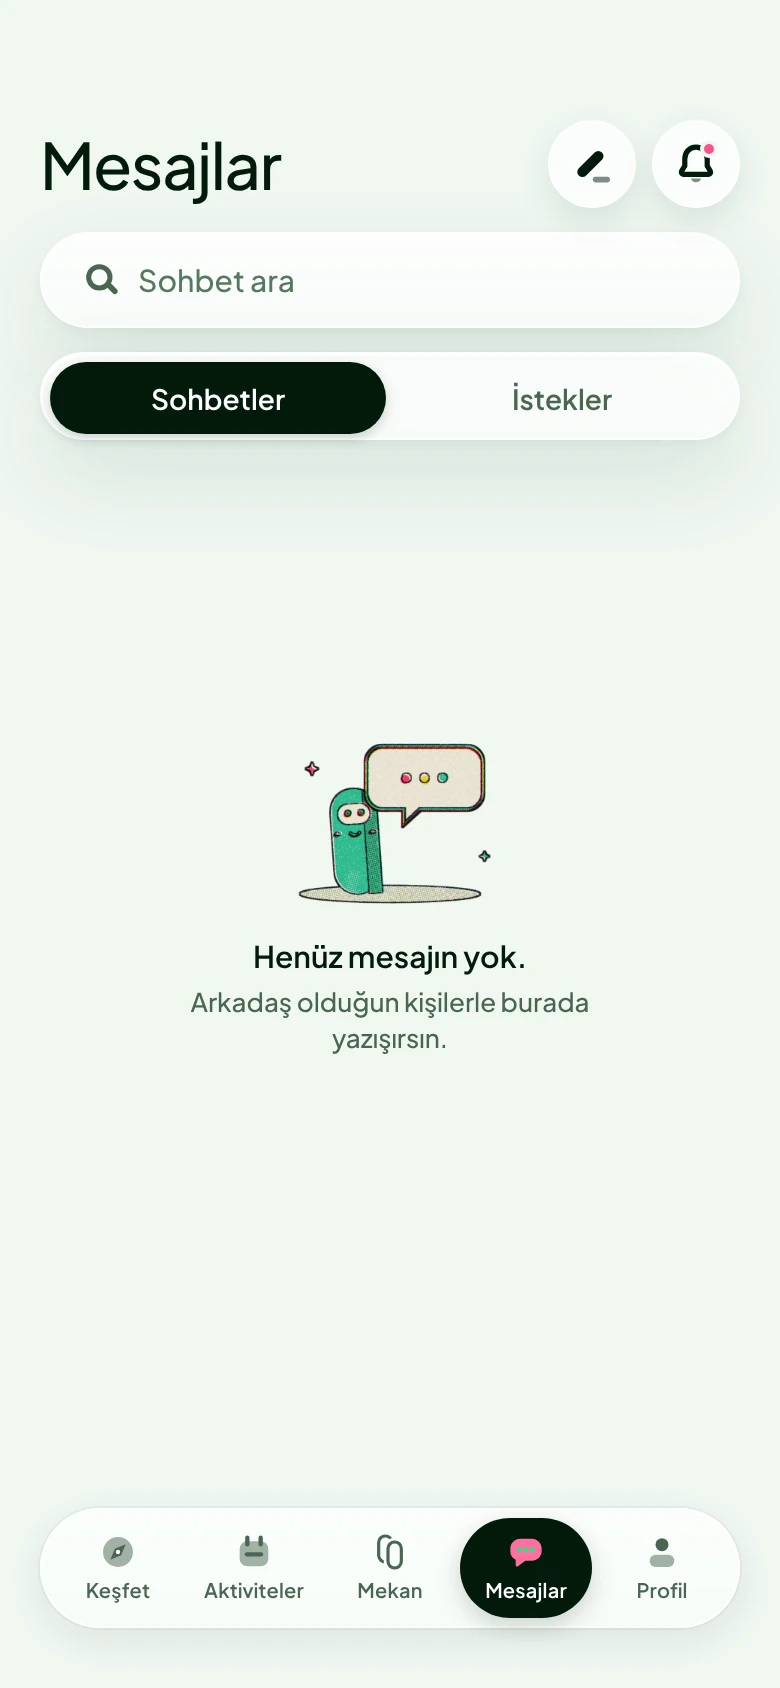 Mesajlar
Sohbet ara
Sohbetler
İstekler
Henüz mesajın yok.
Arkadaş olduğun kişilerle burada
yazışırsın.
Keşfet
Aktiviteler
Mekan
Mesajlar
Profil